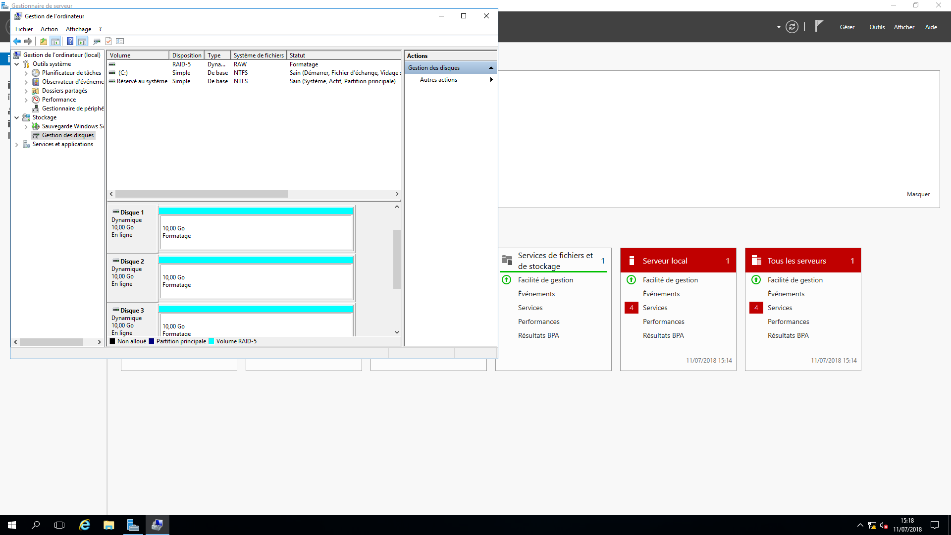 Gestionnaire de serveur
Gestion de l'ordinateur
Fichier Action Affichage ?
Gérer Outils Afficher Aide
Gestion de l'ordinateur (local)
Outils système
Planificateur de tâches
Observateur d'événeme
Dossiers partagés
Performance
Gestionnaire de périphé
Stockage
Sauvegarde Windows Se
Gestion des disques
Services et applications
Volume Disposition Type Système de fichiers Statut
RAID-5 Dyna... RAW Formatage
(C:) Simple De base NTFS Sain (Démarrer, Fichier d'échange, Vidage
Réservé au système Simple De base NTFS Sain (Système, Actif, Partition principale)
Actions
Gestion des disques
Autres actions
Disque 1
Dynamique
10,00 Go
En ligne
10,00 Go
Formatage
Disque 2
Dynamique
10,00 Go
En ligne
10,00 Go
Formatage
Disque 3
Dynamique
10,00 Go
En ligne
10,00 Go
Formatage
Non alloué Partition principale Volume RAID-5
Masquer
Services de fichiers et
de stockage 1
Facilité de gestion
Événements
Services
Performances
Résultats BPA
Serveur local 1
Facilité de gestion
Événements
4 Services
Performances
Résultats BPA
11/07/2018 15:14
Tous les serveurs 1
Facilité de gestion
Événements
4 Services
Performances
Résultats BPA
11/07/2018 15:14
15:18
11/07/2018